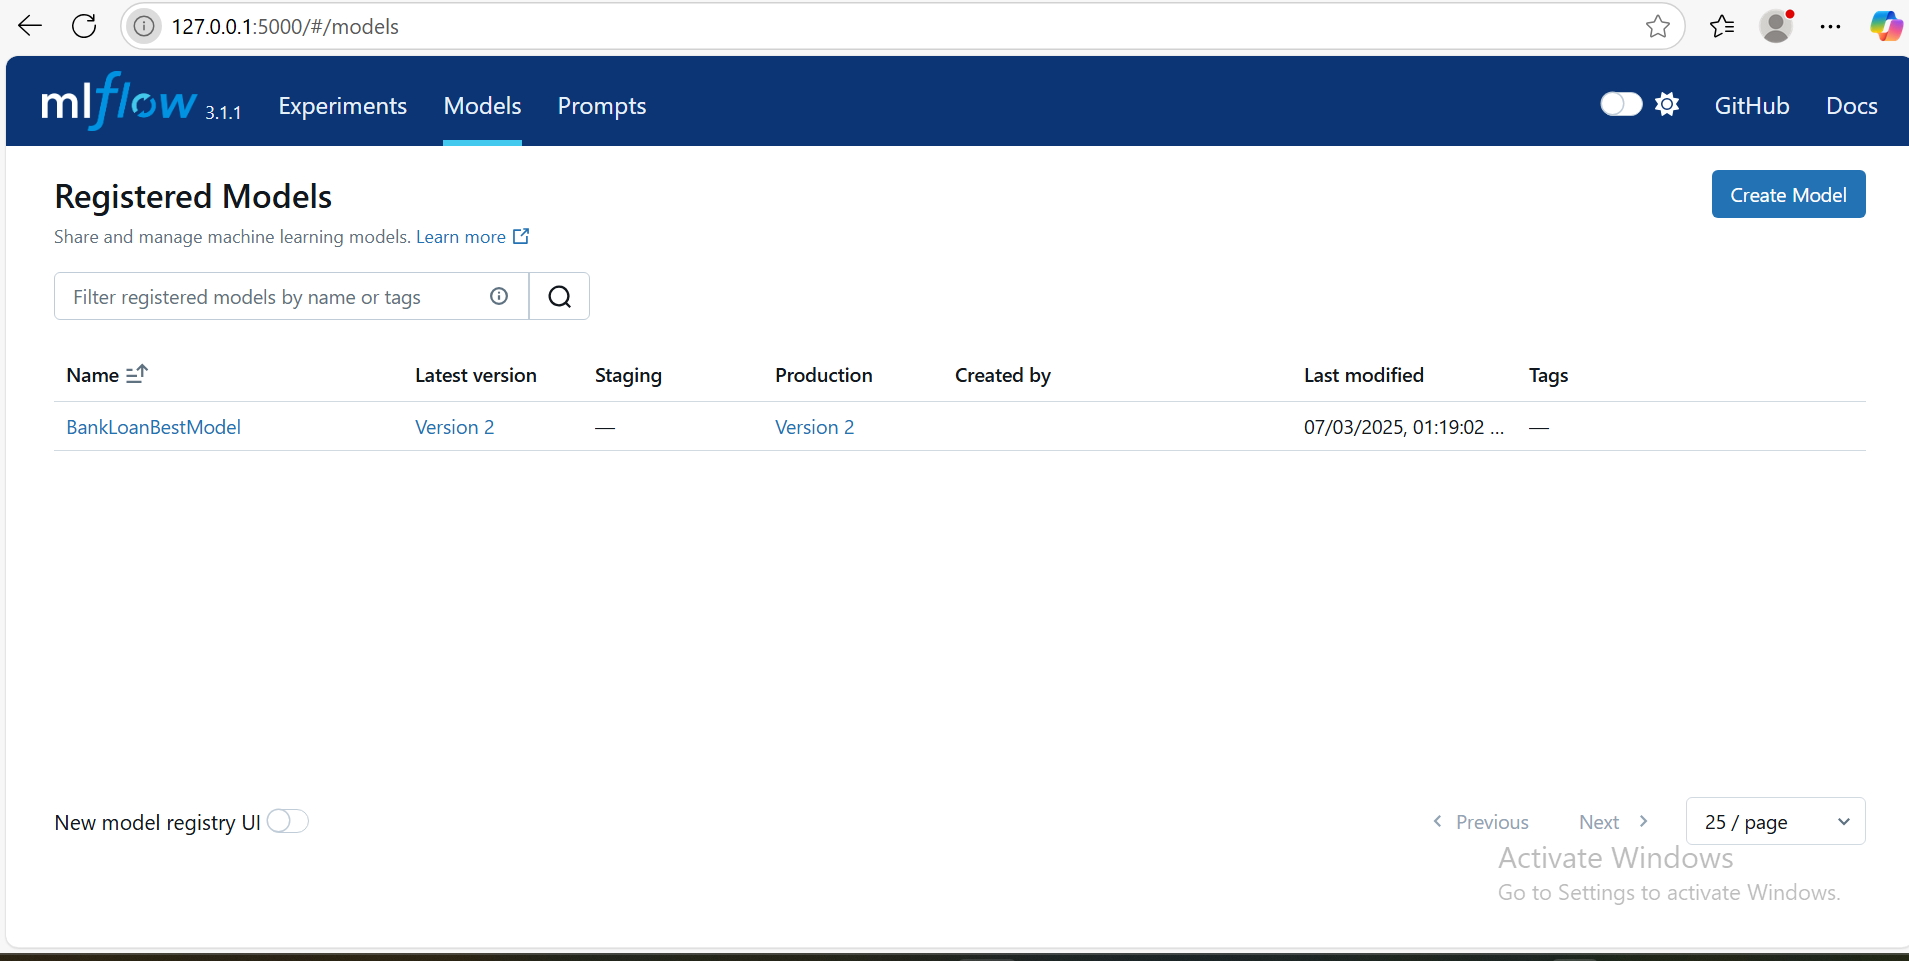 127.0.0.1:5000/#/models
mlflow 3.1.1 Experiments Models Prompts GitHub Docs
Registered Models
Create Model
Share and manage machine learning models. Learn more
Filter registered models by name or tags
Name Latest version Staging Production Created by Last modified Tags
BankLoanBestModel Version 2 — Version 2 07/03/2025, 01:19:02 ... —
New model registry UI
Previous Next 25 / page
Activate Windows
Go to Settings to activate Windows.